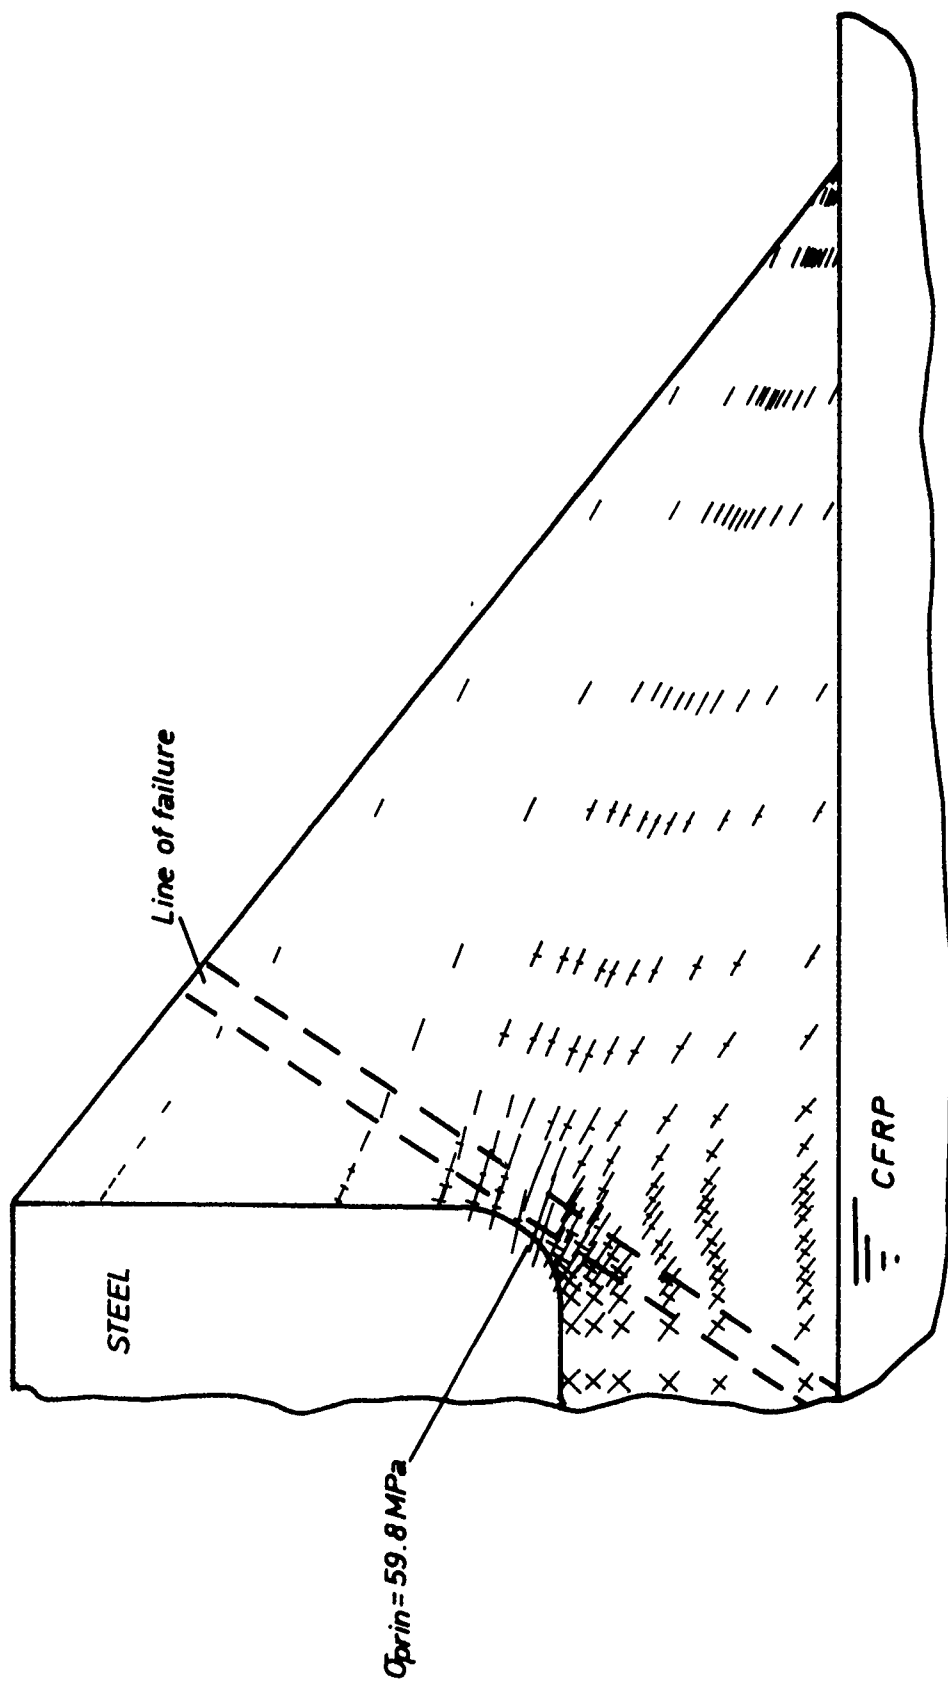 STEEL
Line of failure
σprin = 59.8 MPa
CFRP